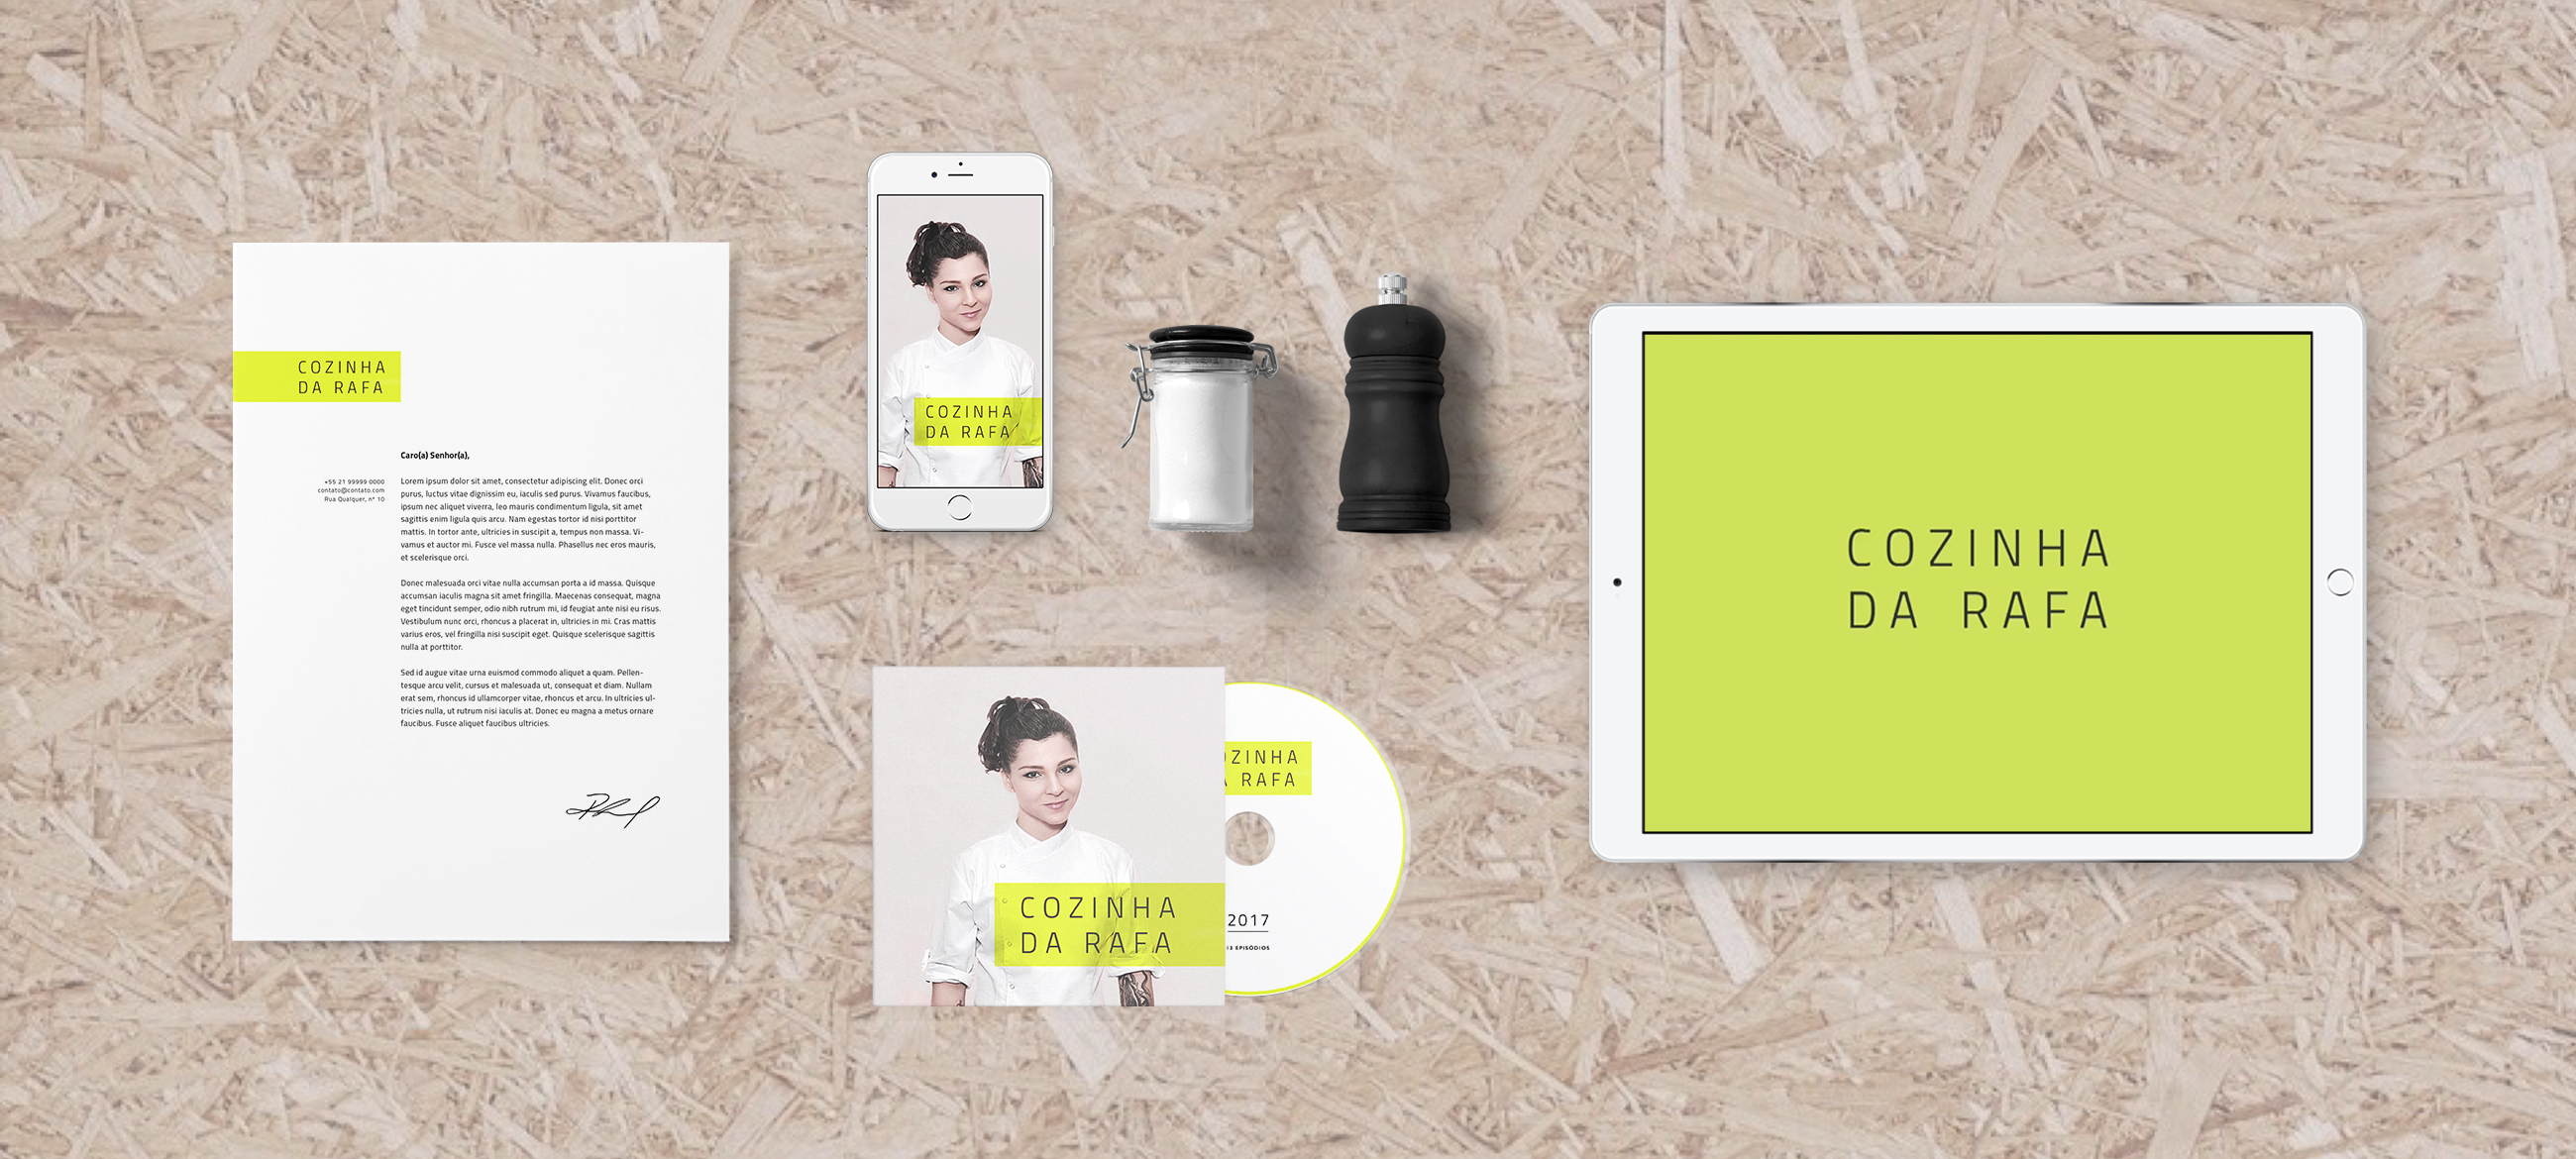 COZINHA
DA RAFA
Caro(a) Senhor(a),
+55 21 99999 0000
contato@contato.com
Rua Qualquer, nº 10
Lorem ipsum dolor sit amet, consectetur adipiscing elit. Donec orci
purus, luctus vitae dignissim eu, iaculis sed purus. Vivamus faucibus,
ipsum nec aliquet viverra, leo mauris condimentum ligula, sit amet
sagittis enim ligula quis arcu. Nam egestas tortor id nisi porttitor
mattis. In tortor ante, ultricies in suscipit a, tempus non massa. Vi-
vamus et auctor mi. Fusce vel massa nulla. Phasellus nec eros mauris,
et scelerisque orci.
Donec malesuada orci vitae nulla accumsan porta a id massa. Quisque
accumsan iaculis magna sit amet fringilla. Maecenas consequat, magna
eget tincidunt semper, odio nibh rutrum mi, id feugiat ante nisi eu risus.
Vestibulum nunc orci, rhoncus a placerat in, ultricies in mi. Cras mattis
varius eros, vel fringilla nisi suscipit eget. Quisque scelerisque sagittis
nulla at porttitor.
Sed id augue vitae urna euismod commodo aliquet a quam. Pellen-
tesque arcu velit, cursus et malesuada ut, consequat et diam. Nullam
erat sem, rhoncus id ullamcorper vitae, rhoncus et arcu. In ultricies ul-
tricies nulla, ut rutrum nisi iaculis at. Donec eu magna a metus ornare
faucibus. Fusce aliquet faucibus ultricies.
COZINHA
DA RAFA
COZINHA
DA RAFA
OZINHA
A RAFA
2017
13 EPISÓDIOS
COZINHA
DA RAFA